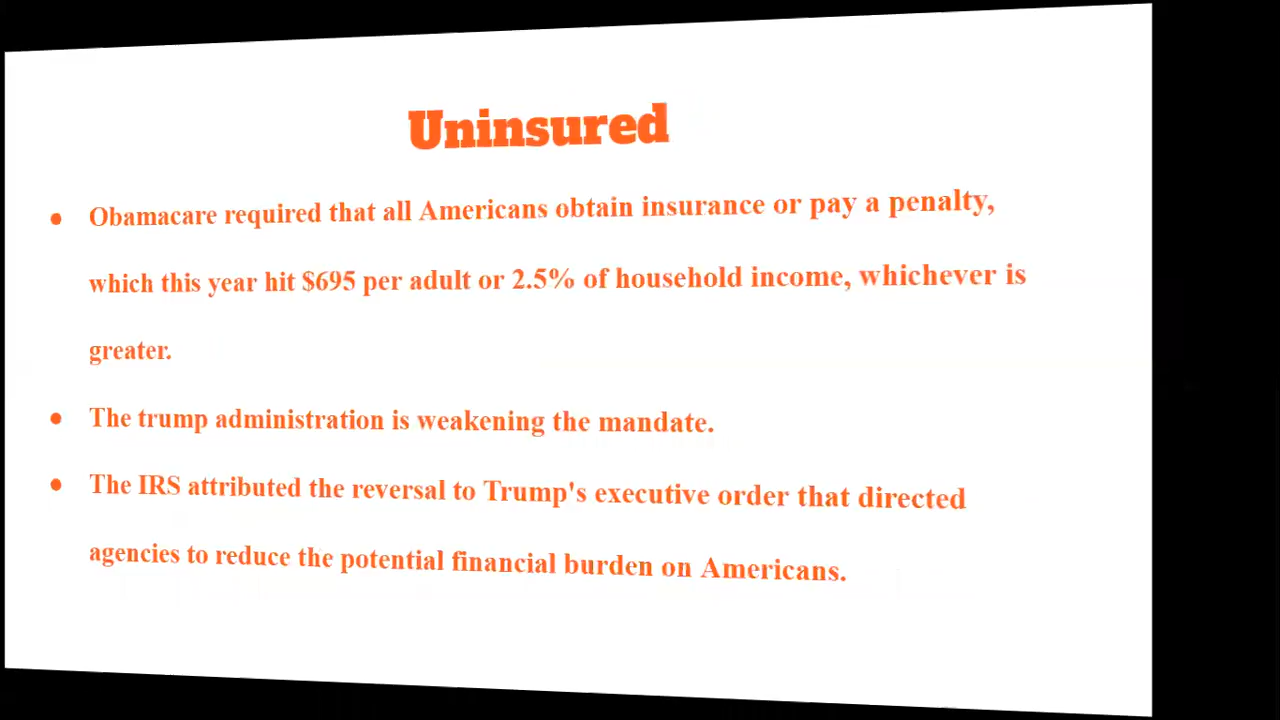 Uninsured
● Obamacare required that all Americans obtain insurance or pay a penalty,
which this year hit $695 per adult or 2.5% of household income, whichever is
greater.
● The trump administration is weakening the mandate.
● The IRS attributed the reversal to Trump's executive order that directed
agencies to reduce the potential financial burden on Americans.